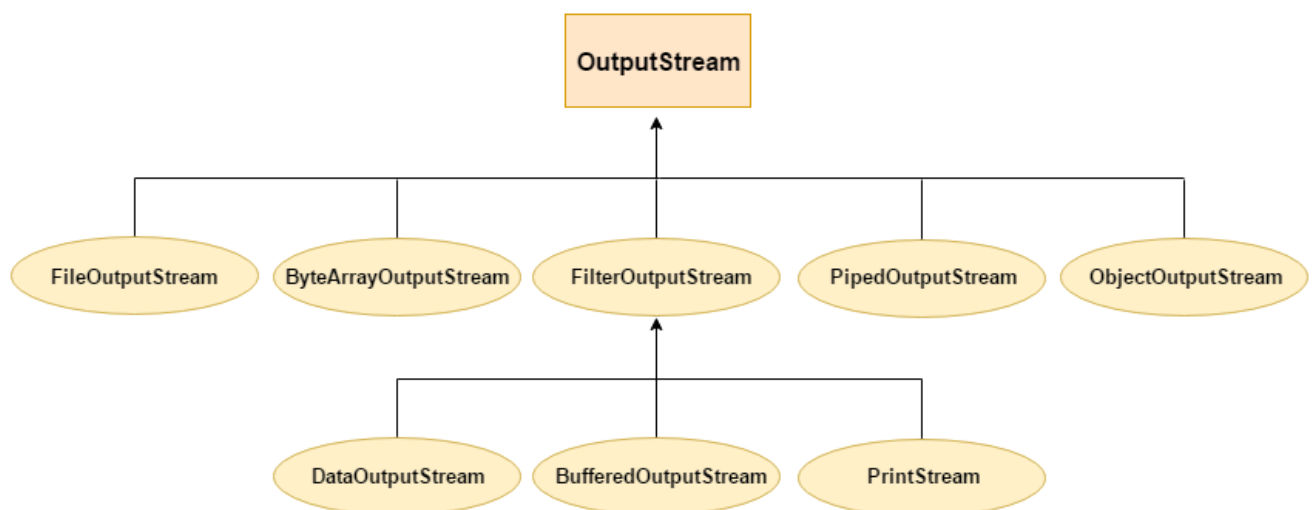 OutputStream
FileOutputStream
ByteArrayOutputStream
FilterOutputStream
PipedOutputStream
ObjectOutputStream
DataOutputStream
BufferedOutputStream
PrintStream